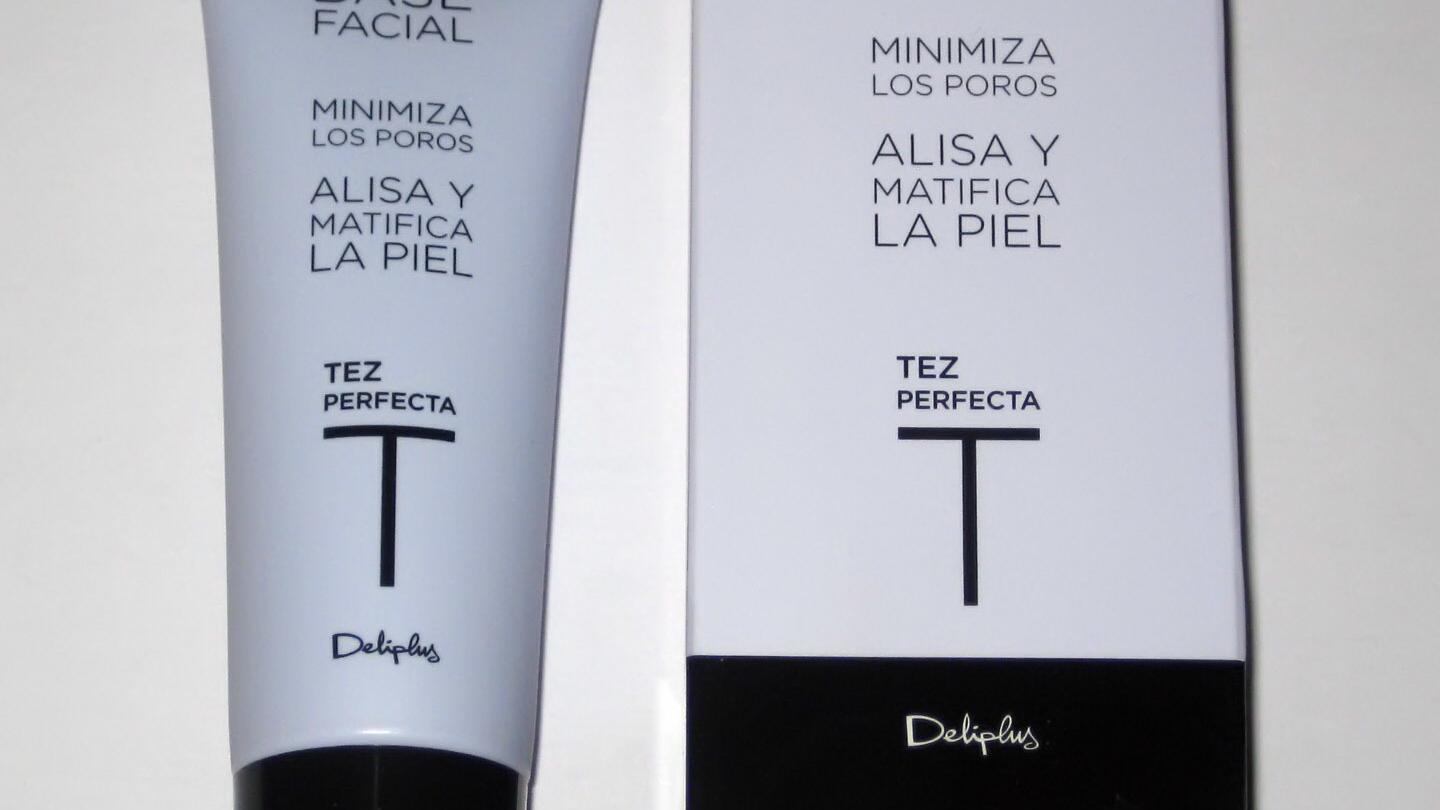 BASE
FACIAL
MINIMIZA
LOS POROS
ALISA Y
MATIFICA
LA PIEL
TEZ
PERFECTA
T
Deliplus
MINIMIZA
LOS POROS
ALISA Y
MATIFICA
LA PIEL
TEZ
PERFECTA
T
Deliplus